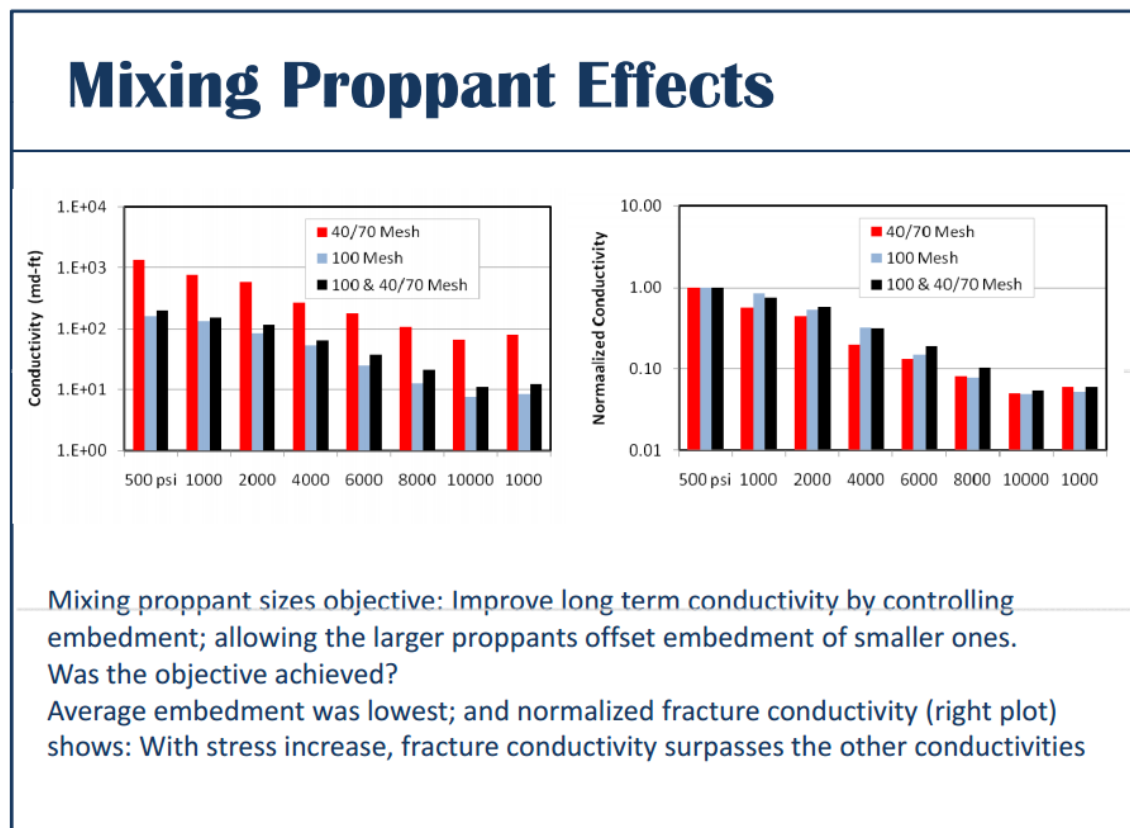 Mixing Proppant Effects
Conductivity (md-ft)
1.E+04
1.E+03
1.E+02
1.E+01
1.E+00
40/70 Mesh
100 Mesh
100 & 40/70 Mesh
500 psi 1000 2000 4000 6000 8000 10000 1000
Normaalized Conductivity
10.00
1.00
0.10
0.01
40/70 Mesh
100 Mesh
100 & 40/70 Mesh
500 psi 1000 2000 4000 6000 8000 10000 1000
Mixing proppant sizes objective: Improve long term conductivity by controlling
embedment; allowing the larger proppants offset embedment of smaller ones.
Was the objective achieved?
Average embedment was lowest; and normalized fracture conductivity (right plot)
shows: With stress increase, fracture conductivity surpasses the other conductivities